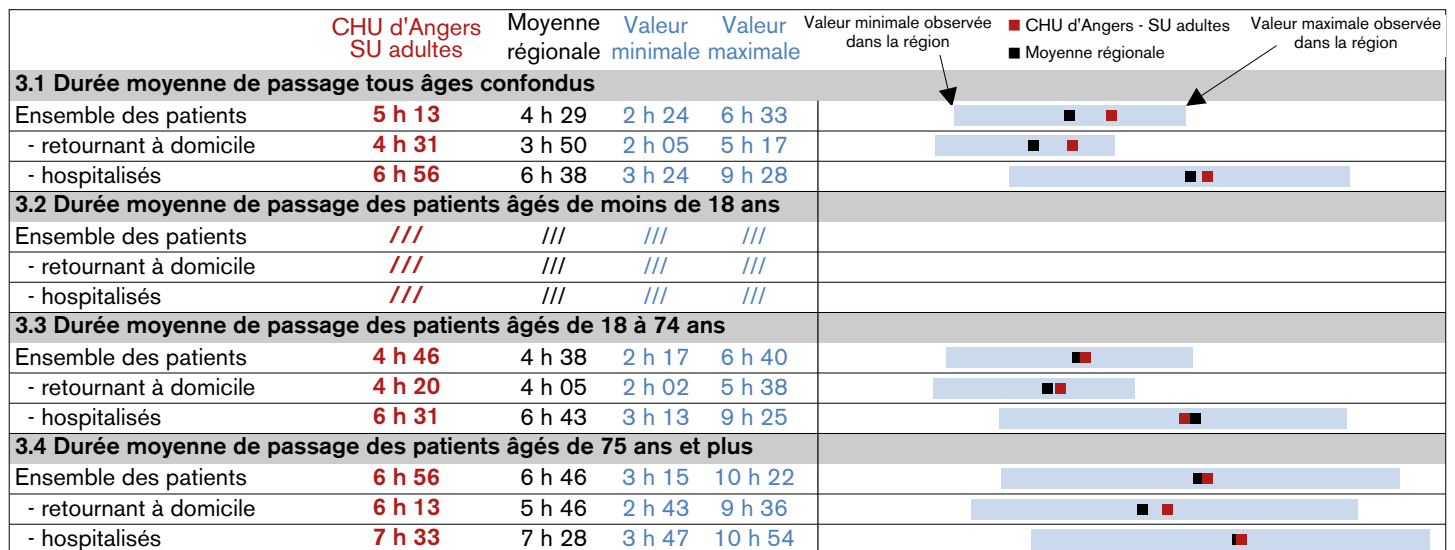 CHU d'Angers SU adultes Moyenne régionale Valeur minimale Valeur maximale
Valeur minimale observée dans la région
CHU d'Angers - SU adultes
Moyenne régionale
Valeur maximale observée dans la région
3.1 Durée moyenne de passage tous âges confondus
Ensemble des patients 5 h 13 4 h 29 2 h 24 6 h 33
- retournant à domicile 4 h 31 3 h 50 2 h 05 5 h 17
- hospitalisés 6 h 56 6 h 38 3 h 24 9 h 28
3.2 Durée moyenne de passage des patients âgés de moins de 18 ans
Ensemble des patients /// /// /// ///
- retournant à domicile /// /// /// ///
- hospitalisés /// /// /// ///
3.3 Durée moyenne de passage des patients âgés de 18 à 74 ans
Ensemble des patients 4 h 46 4 h 38 2 h 17 6 h 40
- retournant à domicile 4 h 20 4 h 05 2 h 02 5 h 38
- hospitalisés 6 h 31 6 h 43 3 h 13 9 h 25
3.4 Durée moyenne de passage des patients âgés de 75 ans et plus
Ensemble des patients 6 h 56 6 h 46 3 h 15 10 h 22
- retournant à domicile 6 h 13 5 h 46 2 h 43 9 h 36
- hospitalisés 7 h 33 7 h 28 3 h 47 10 h 54